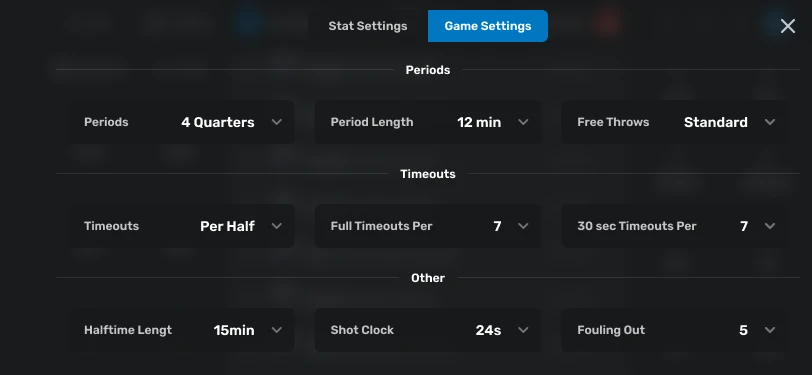 Stat Settings
Game Settings
Periods
Periods 4 Quarters
Period Length 12 min
Free Throws Standard
Timeouts
Timeouts Per Half
Full Timeouts Per 7
30 sec Timeouts Per 7
Other
Halftime Lengt 15min
Shot Clock 24s
Fouling Out 5